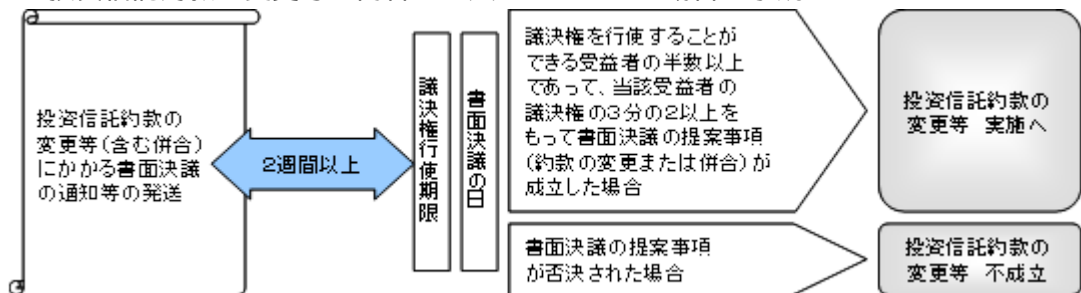 投資信託約款の
変更等(含む併合)
にかかる書面決議
の通知等の発送
2週間以上
議決権行使期限
書面決議の日
議決権を行使することが
できる受益者の半数以上
であって、当該受益者の
議決権の3分の2以上を
もって書面決議の提案事項
(約款の変更または併合)が
成立した場合
投資信託約款の
変更等 実施へ
書面決議の提案事項
が否決された場合
投資信託約款の
変更等 不成立